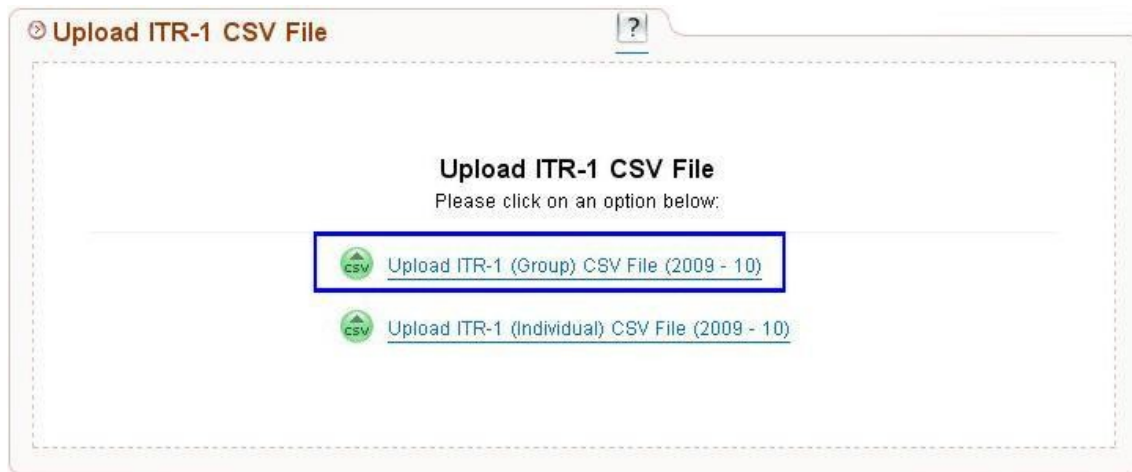 Upload ITR-1 CSV File
?
Upload ITR-1 CSV File
Please click on an option below:
CSV Upload ITR-1 (Group) CSV File (2009 - 10)
CSV Upload ITR-1 (Individual) CSV File (2009 - 10)